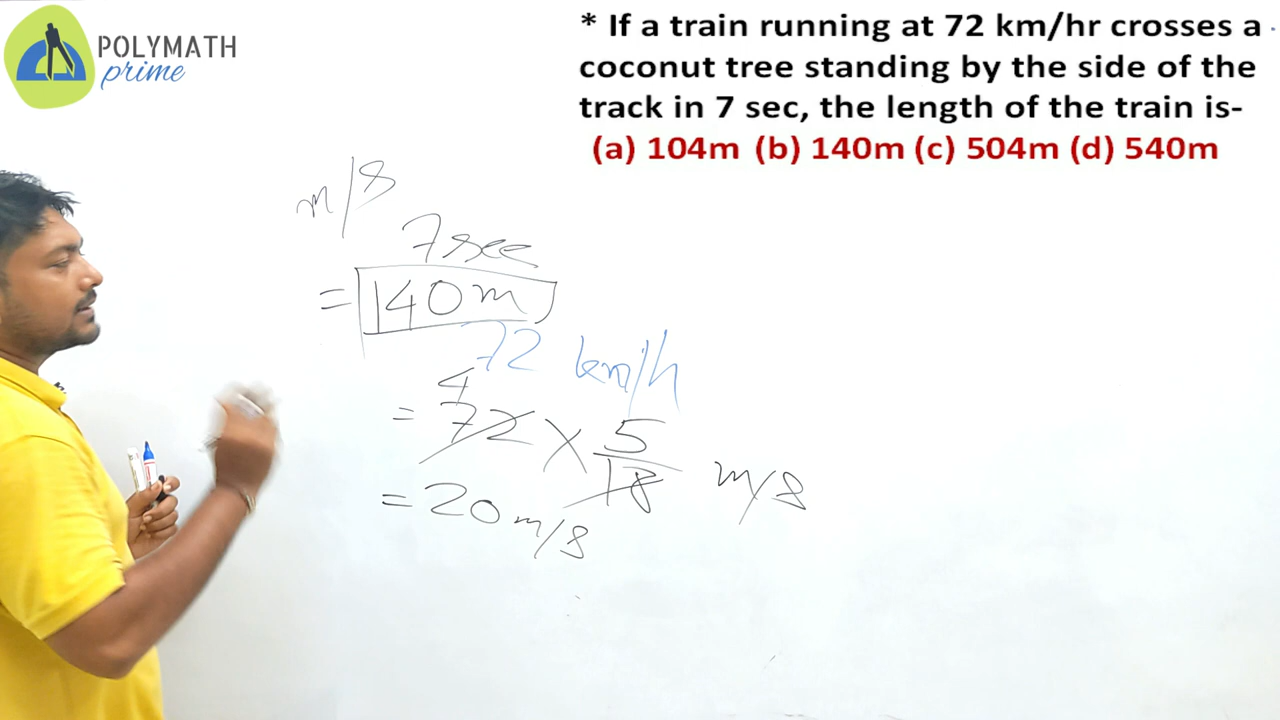 POLYMATH
prime
* If a train running at 72 km/hr crosses a
coconut tree standing by the side of the
track in 7 sec, the length of the train is-
(a) 104m (b) 140m (c) 504m (d) 540m
m/s
7 sec
= 140m
72 km/h
4
= 72 × 5/18 m/s
= 20 m/s